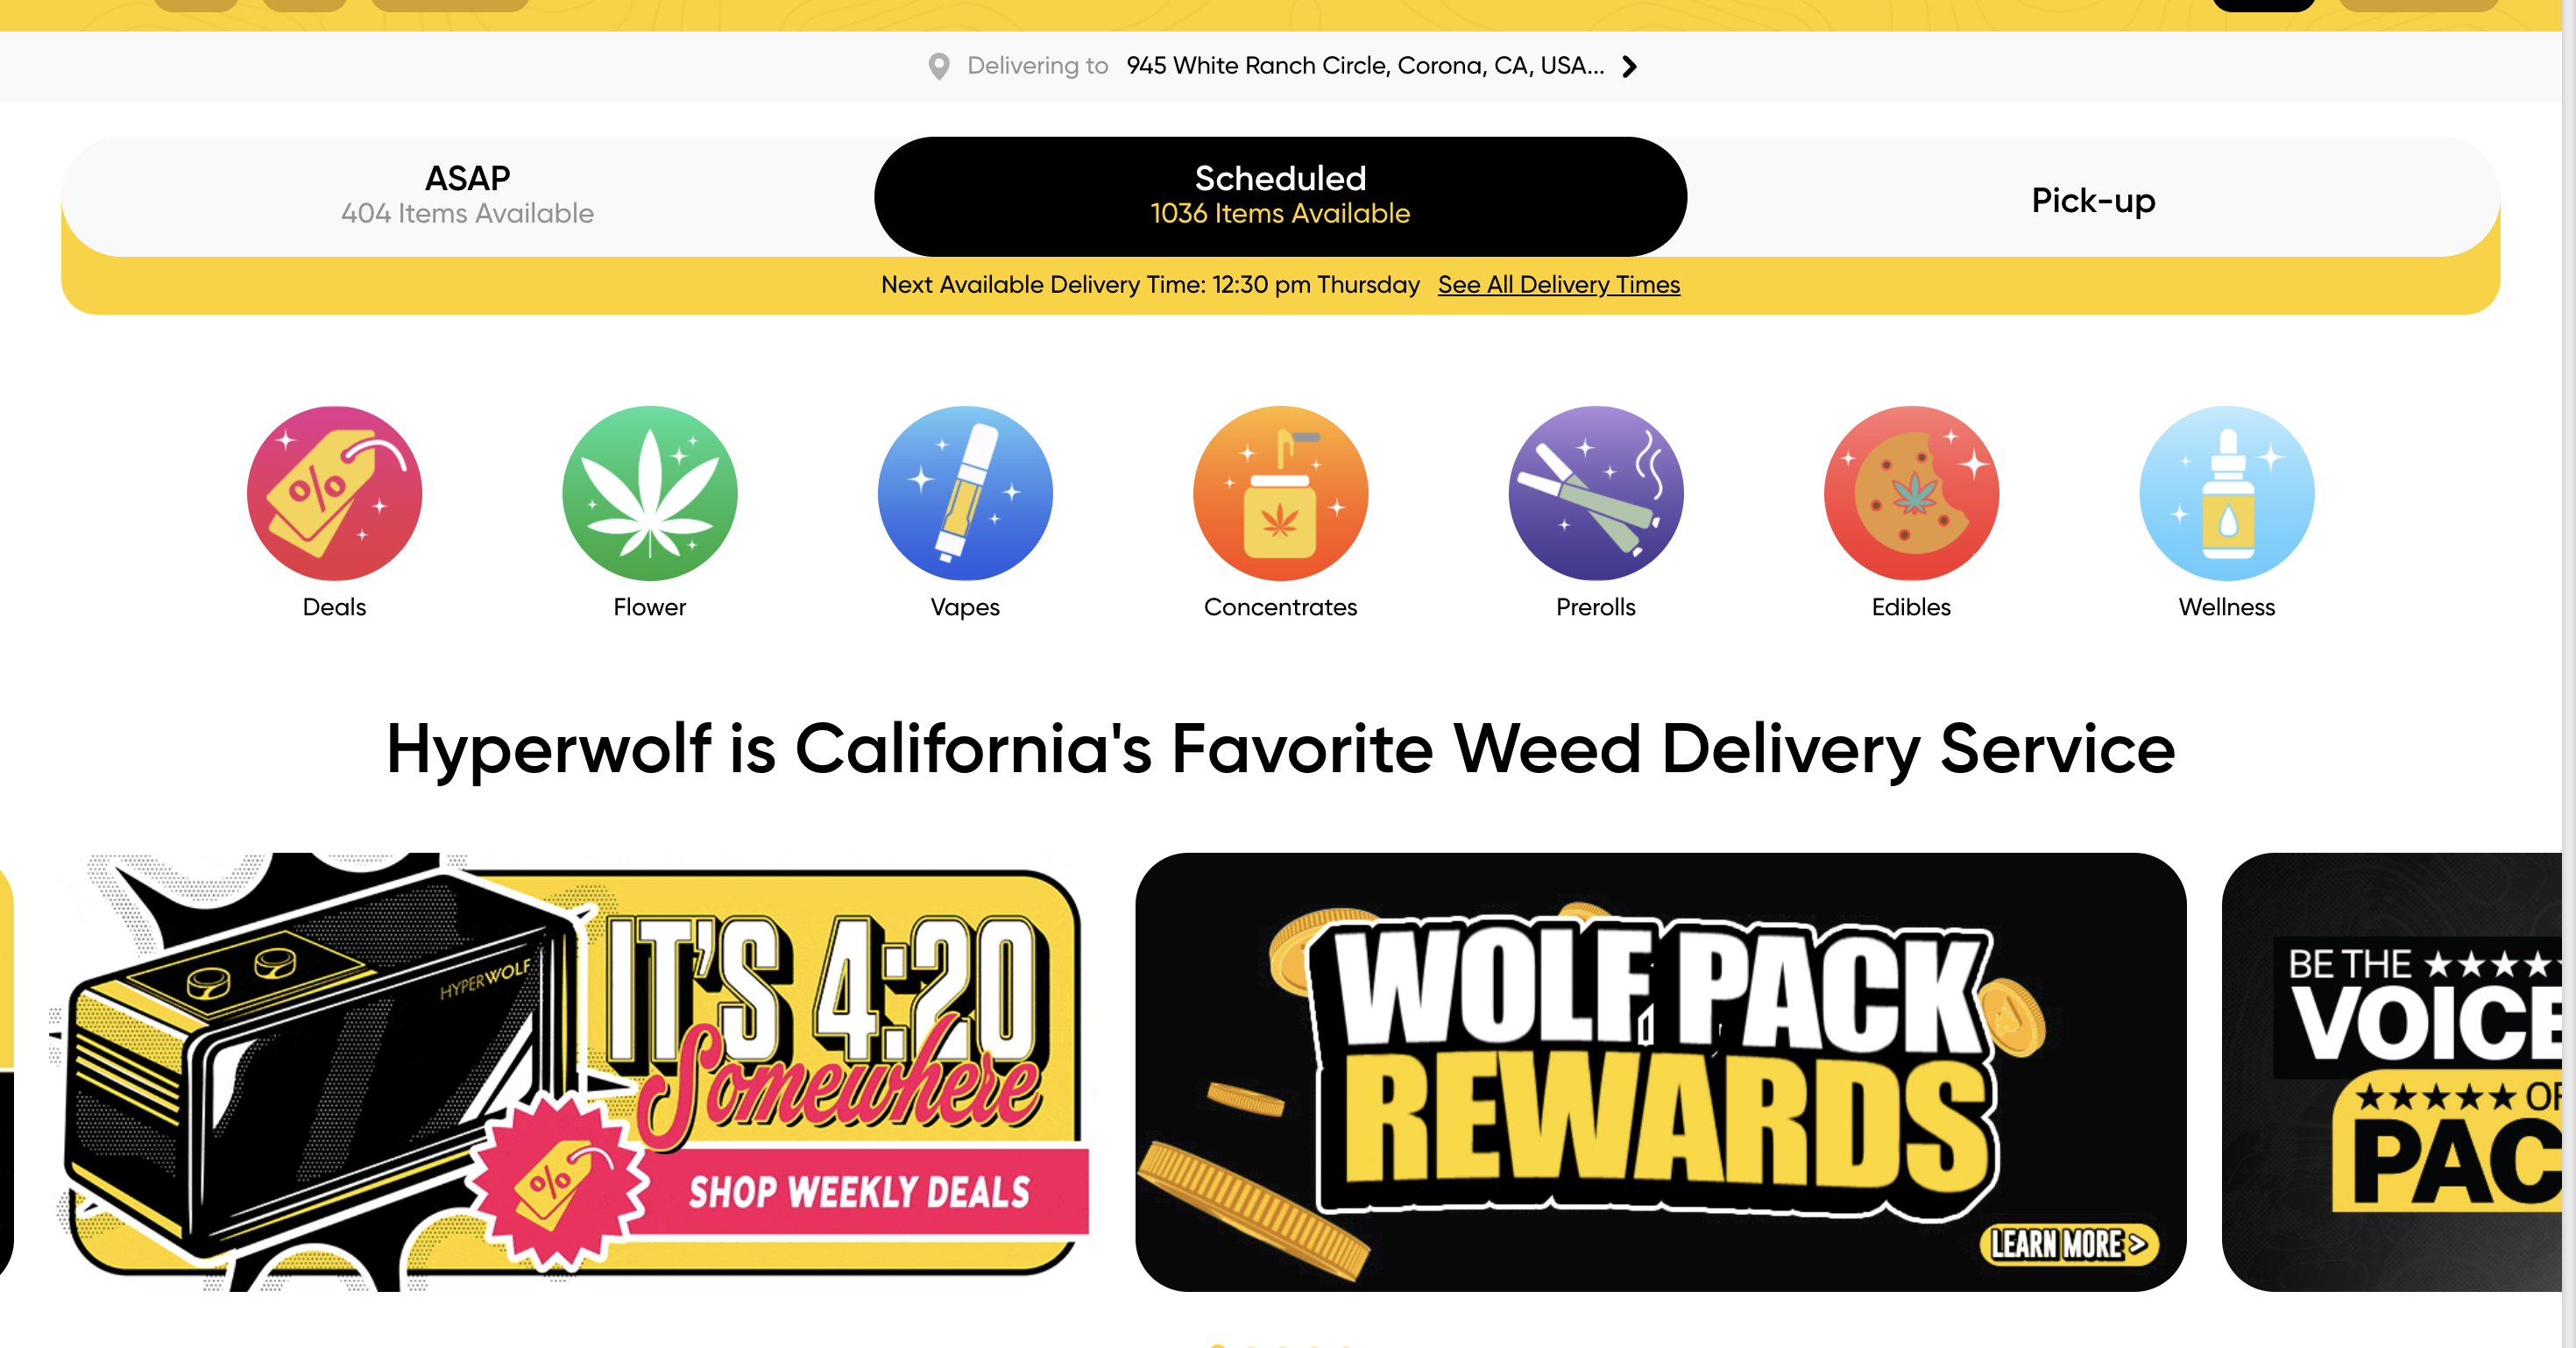 Delivering to 945 White Ranch Circle, Corona, CA, USA...
ASAP
404 Items Available
Scheduled
1036 Items Available
Pick-up
Next Available Delivery Time: 12:30 pm Thursday See All Delivery Times
Deals
Flower
Vapes
Concentrates
Prerolls
Edibles
Wellness
Hyperwolf is California's Favorite Weed Delivery Service
HYPERWOLF
IT'S 4:20
Somewhere
%
SHOP WEEKLY DEALS
WOLF PACK
REWARDS
LEARN MORE >
BE THE ★★★★
VOICE
★★★★★ OF
PAC